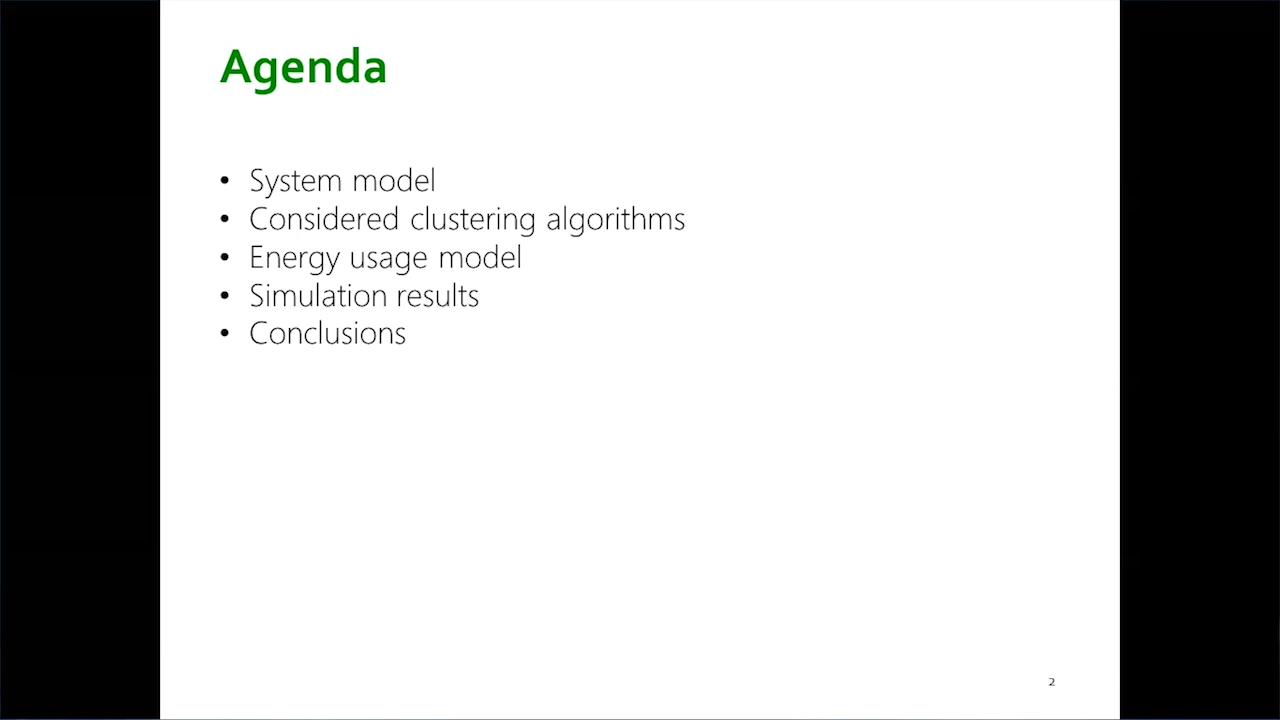 Agenda
• System model
• Considered clustering algorithms
• Energy usage model
• Simulation results
• Conclusions
2